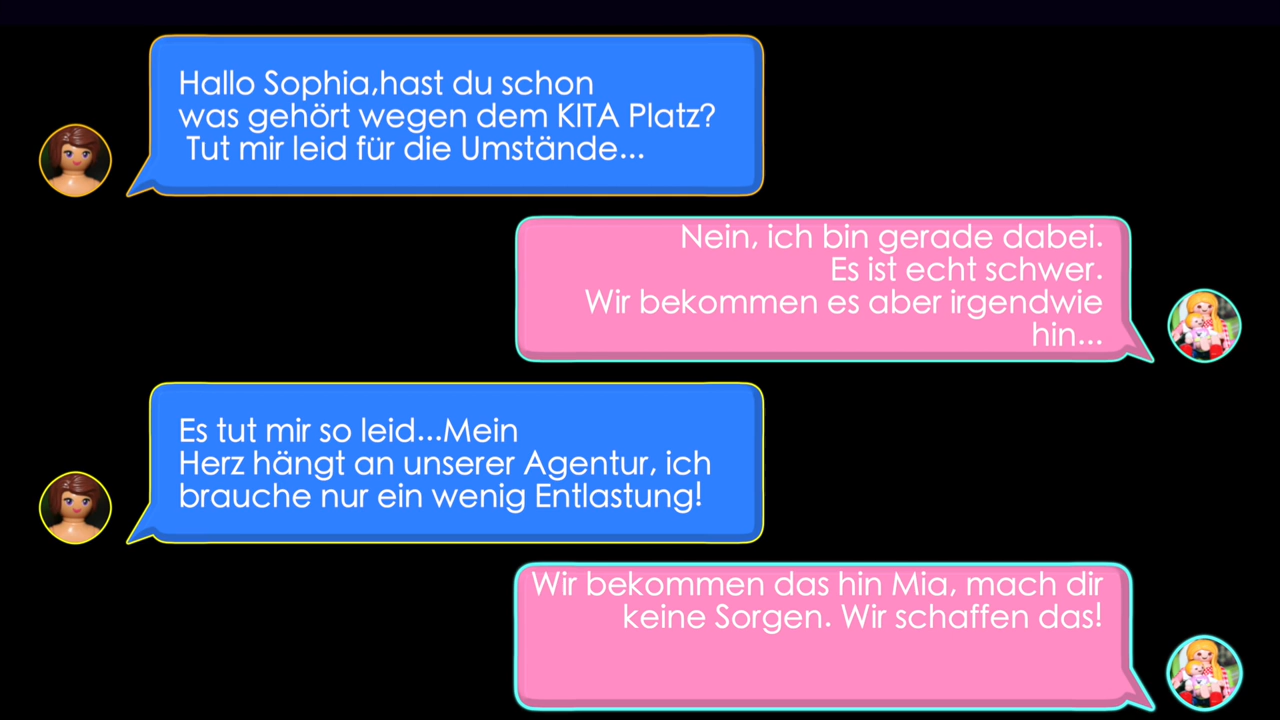 Hallo Sophia,hast du schon
was gehört wegen dem KITA Platz?
Tut mir leid für die Umstände...
Nein, ich bin gerade dabei.
Es ist echt schwer.
Wir bekommen es aber irgendwie
hin...
Es tut mir so leid...Mein
Herz hängt an unserer Agentur, ich
brauche nur ein wenig Entlastung!
Wir bekommen das hin Mia, mach dir
keine Sorgen. Wir schaffen das!